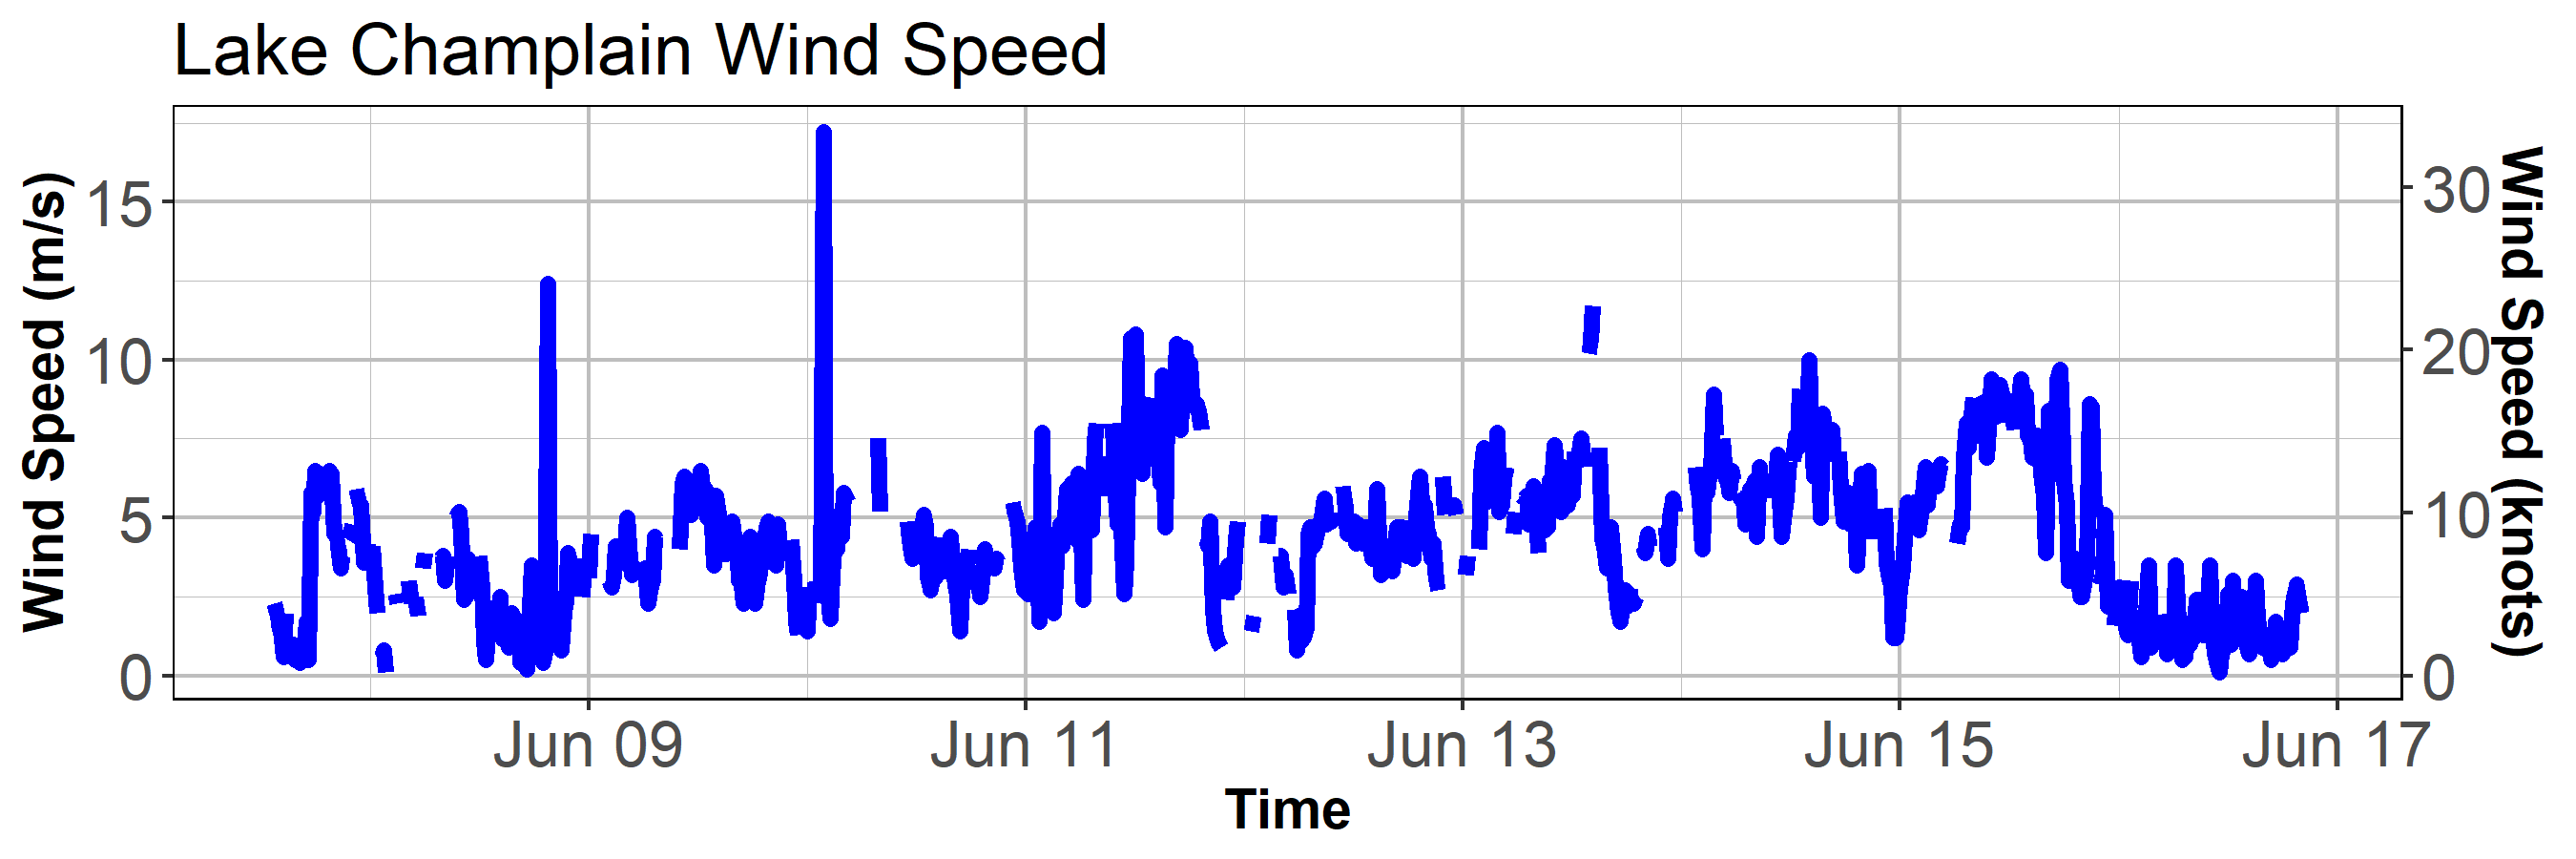 Lake Champlain Wind Speed
Wind Speed (m/s)
15
10
5
0
30
20
10
0
Wind Speed (knots)
Jun 09
Jun 11
Jun 13
Jun 15
Jun 17
Time